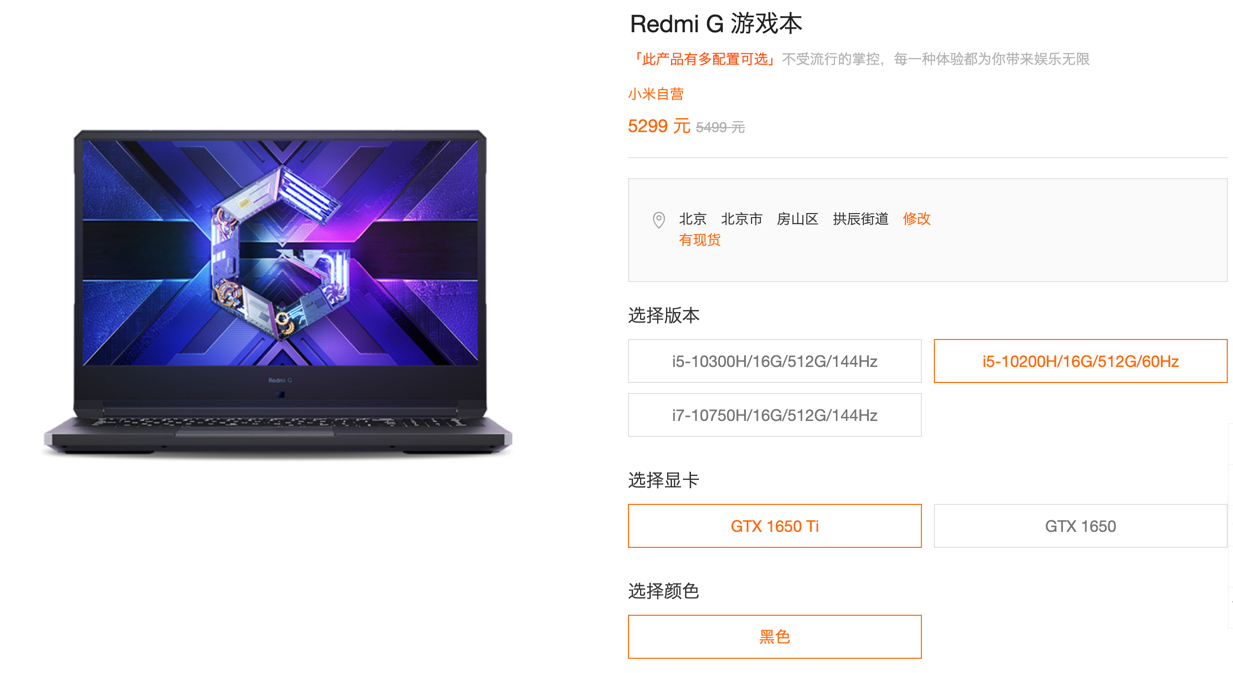 Redmi G 游戏本
「此产品有多配置可选」不受流行的掌控，每一种体验都为你带来娱乐无限
小米自营
5299 元 5499 元
北京 北京市 房山区 拱辰街道 修改
有现货
选择版本
i5-10300H/16G/512G/144Hz
i5-10200H/16G/512G/60Hz
i7-10750H/16G/512G/144Hz
选择显卡
GTX 1650 Ti
GTX 1650
选择颜色
黑色
Redmi G